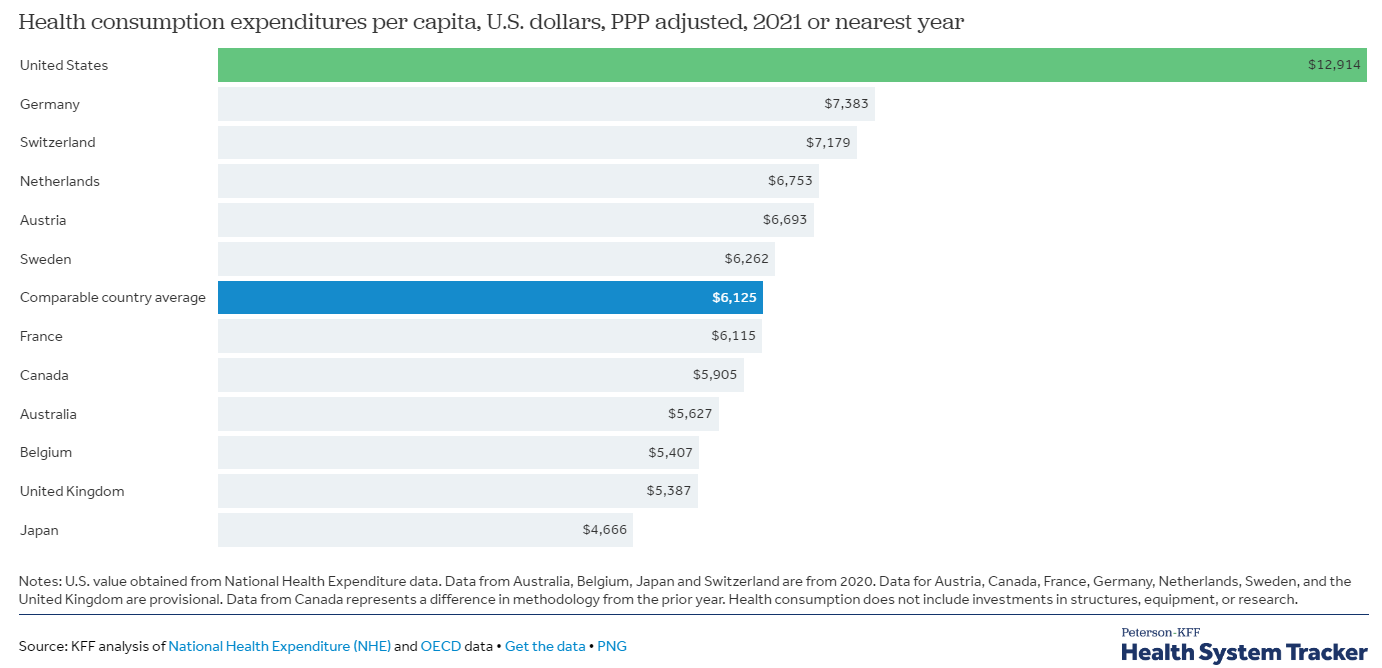 Health consumption expenditures per capita, U.S. dollars, PPP adjusted, 2021 or nearest year
United States $12,914
Germany $7,383
Switzerland $7,179
Netherlands $6,753
Austria $6,693
Sweden $6,262
Comparable country average $6,125
France $6,115
Canada $5,905
Australia $5,627
Belgium $5,407
United Kingdom $5,387
Japan $4,666
Notes: U.S. value obtained from National Health Expenditure data. Data from Australia, Belgium, Japan and Switzerland are from 2020. Data for Austria, Canada, France, Germany, Netherlands, Sweden, and the
United Kingdom are provisional. Data from Canada represents a difference in methodology from the prior year. Health consumption does not include investments in structures, equipment, or research.
Source: KFF analysis of National Health Expenditure (NHE) and OECD data • Get the data • PNG
Peterson-KFF
Health System Tracker